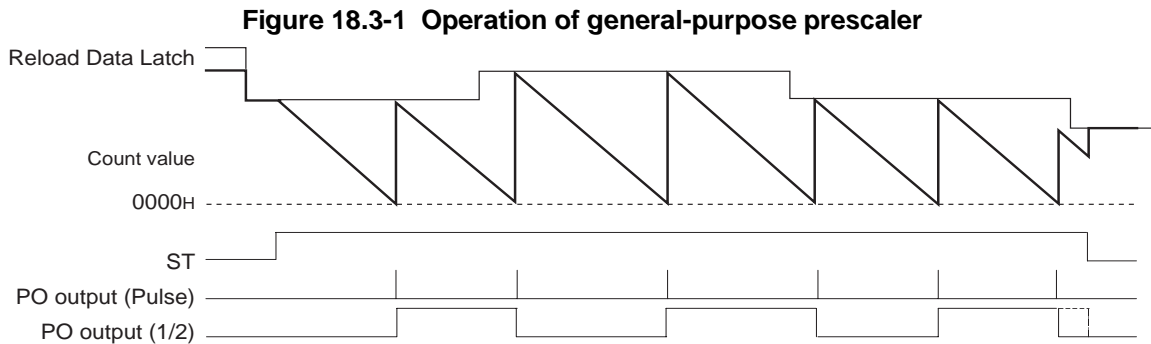 Figure 18.3-1 Operation of general-purpose prescaler
Reload Data Latch
Count value
0000H
ST
PO output (Pulse)
PO output (1/2)